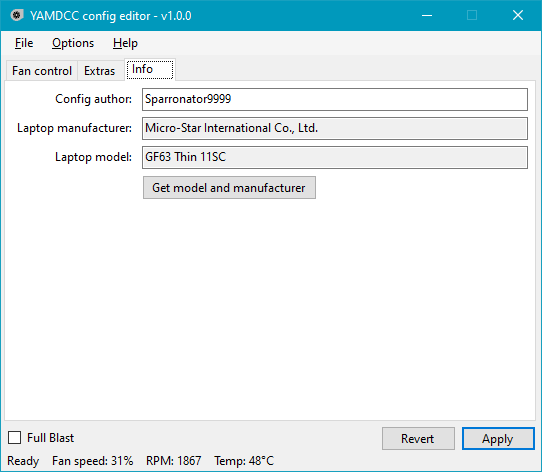 YAMDCC config editor - v1.0.0
File Options Help
Fan control Extras Info
Config author: Sparronator9999
Laptop manufacturer: Micro-Star International Co., Ltd.
Laptop model: GF63 Thin 11SC
Get model and manufacturer
Full Blast Revert Apply
Ready Fan speed: 31% RPM: 1867 Temp: 48°C